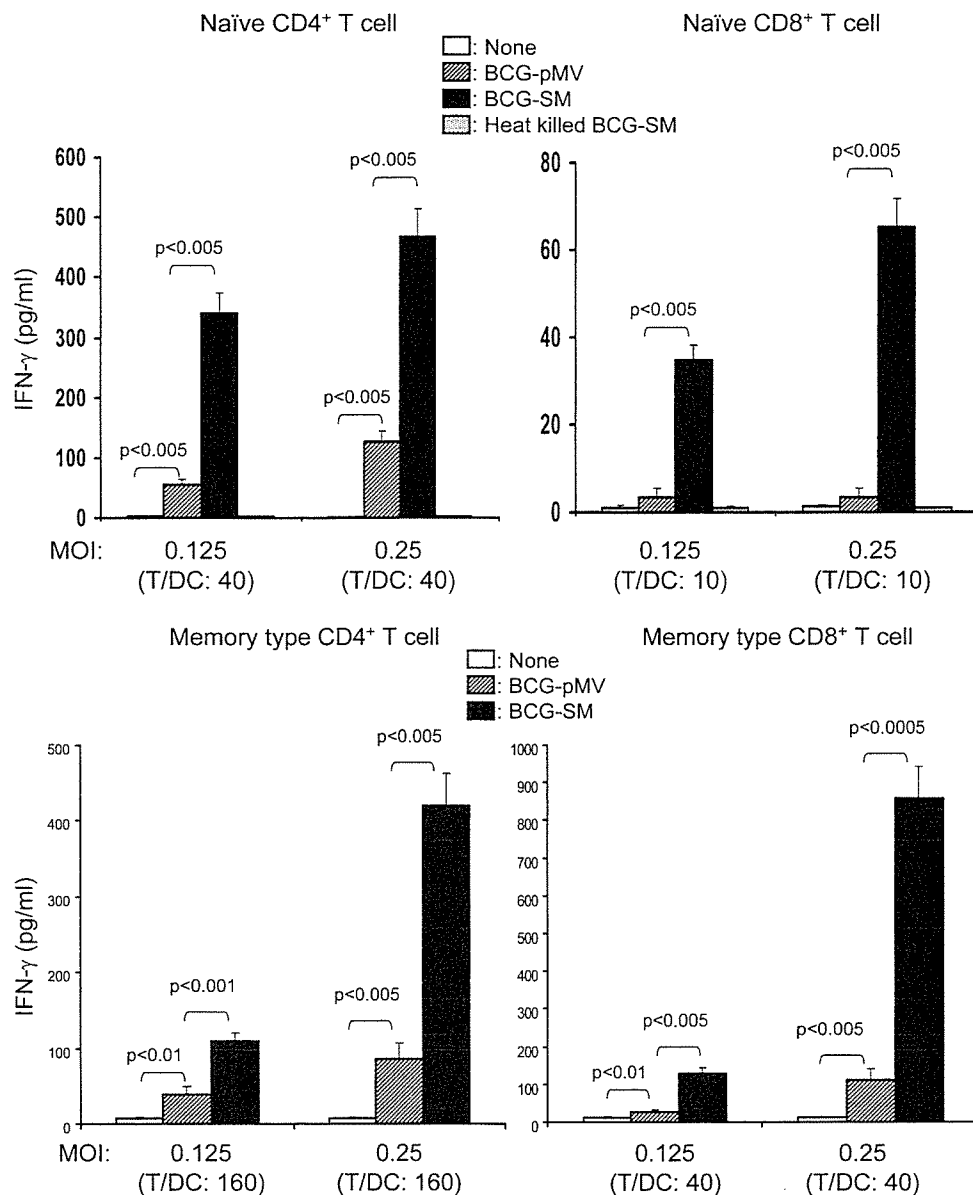 Naïve CD4+ T cell
Naïve CD8+ T cell
: None
: BCG-pMV
: BCG-SM
: Heat killed BCG-SM
IFN-γ (pg/ml)
600
500
400
300
200
100
0
p<0.005
p<0.005
p<0.005
p<0.005
80
60
40
20
0
p<0.005
p<0.005
MOI:
0.125
(T/DC: 40)
0.25
(T/DC: 40)
0.125
(T/DC: 10)
0.25
(T/DC: 10)
Memory type CD4+ T cell
Memory type CD8+ T cell
: None
: BCG-pMV
: BCG-SM
IFN-γ (pg/ml)
500
400
300
200
100
0
p<0.01
p<0.001
p<0.005
p<0.005
1000
900
800
700
600
500
400
300
200
100
0
p<0.01
p<0.005
p<0.005
p<0.0005
MOI:
0.125
(T/DC: 160)
0.25
(T/DC: 160)
0.125
(T/DC: 40)
0.25
(T/DC: 40)